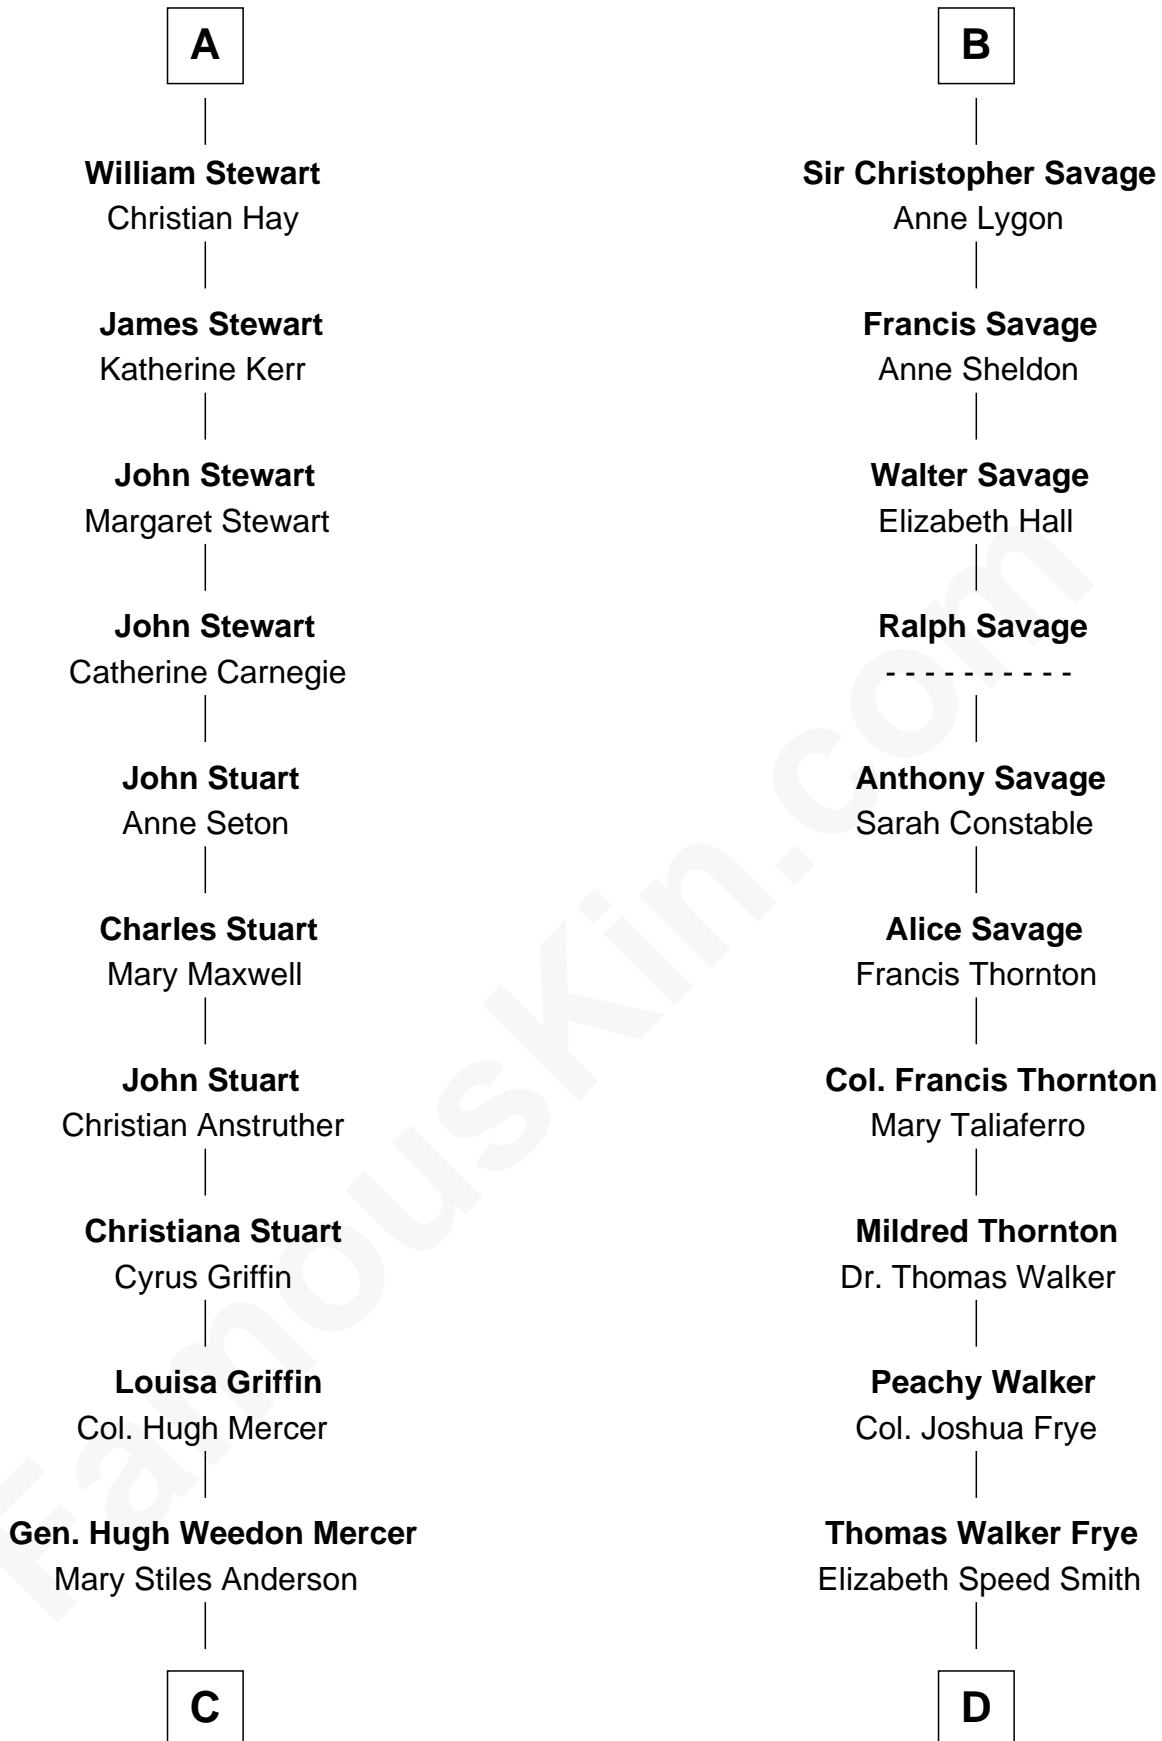 A
William Stewart
Christian Hay
James Stewart
Katherine Kerr
John Stewart
Margaret Stewart
John Stewart
Catherine Carnegie
John Stuart
Anne Seton
Charles Stuart
Mary Maxwell
John Stuart
Christian Anstruther
Christiana Stuart
Cyrus Griffin
Louisa Griffin
Col. Hugh Mercer
Gen. Hugh Weedon Mercer
Mary Stiles Anderson
C
B
Sir Christopher Savage
Anne Lygon
Francis Savage
Anne Sheldon
Walter Savage
Elizabeth Hall
Ralph Savage
- - - - - - - - - -
Anthony Savage
Sarah Constable
Alice Savage
Francis Thornton
Col. Francis Thornton
Mary Taliaferro
Mildred Thornton
Dr. Thomas Walker
Peachy Walker
Col. Joshua Frye
Thomas Walker Frye
Elizabeth Speed Smith
D
FamousKin.com